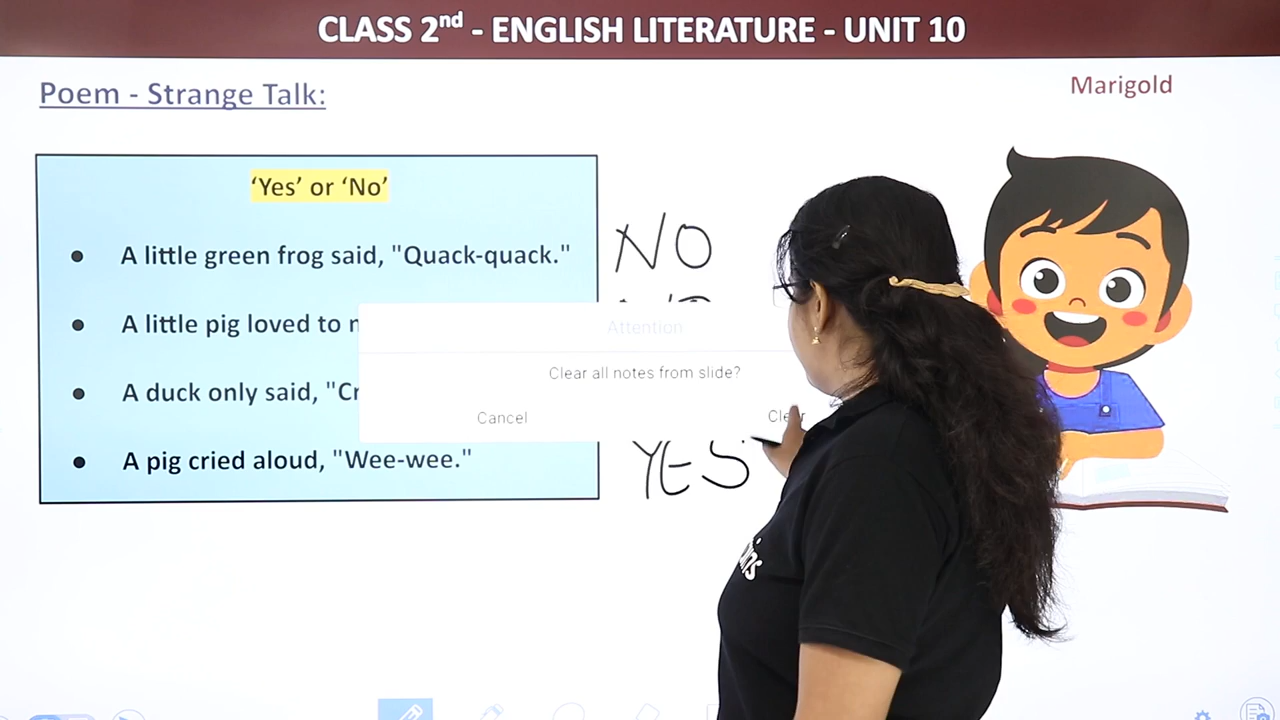 CLASS 2nd - ENGLISH LITERATURE - UNIT 10
Poem - Strange Talk:
Marigold
'Yes' or 'No'
• A little green frog said, "Quack-quack."
NO
• A little pig loved to
Attention
Clear all notes from slide?
• A duck only said,
Cancel
• A pig cried aloud, "Wee-wee."
YES